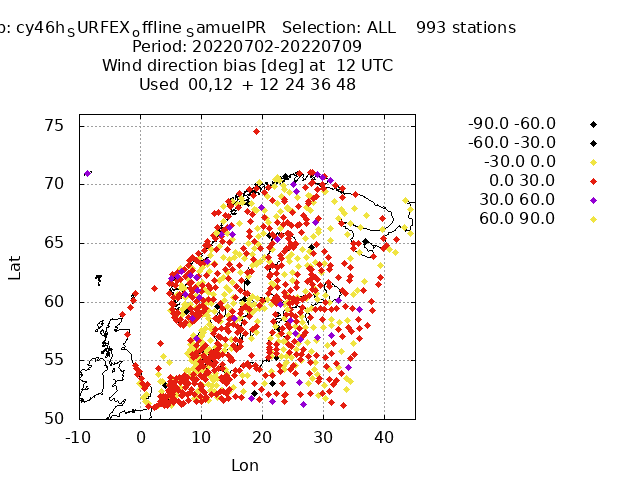 b: cy46h_SURFEX_offline_SamuelPR Selection: ALL 993 stations
Period: 20220702-20220709
Wind direction bias [deg] at 12 UTC
Used 00,12 + 12 24 36 48
-90.0 -60.0
-60.0 -30.0
-30.0 0.0
0.0 30.0
30.0 60.0
60.0 90.0
75
70
65
60
55
50
Lat
-10 0 10 20 30 40
Lon